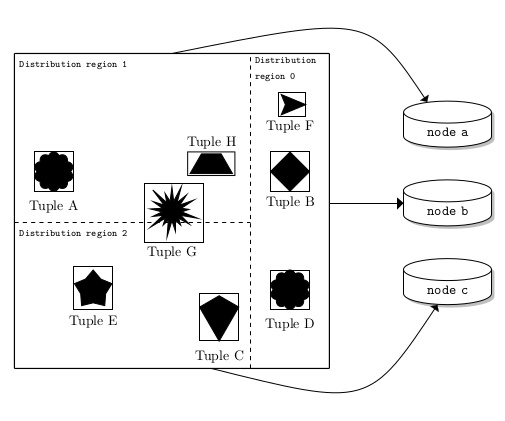 Distribution region 1
Distribution
region 0
Tuple F
node a
Tuple H
Tuple A
Tuple B
node b
Distribution region 2
Tuple G
node c
Tuple E
Tuple D
Tuple C